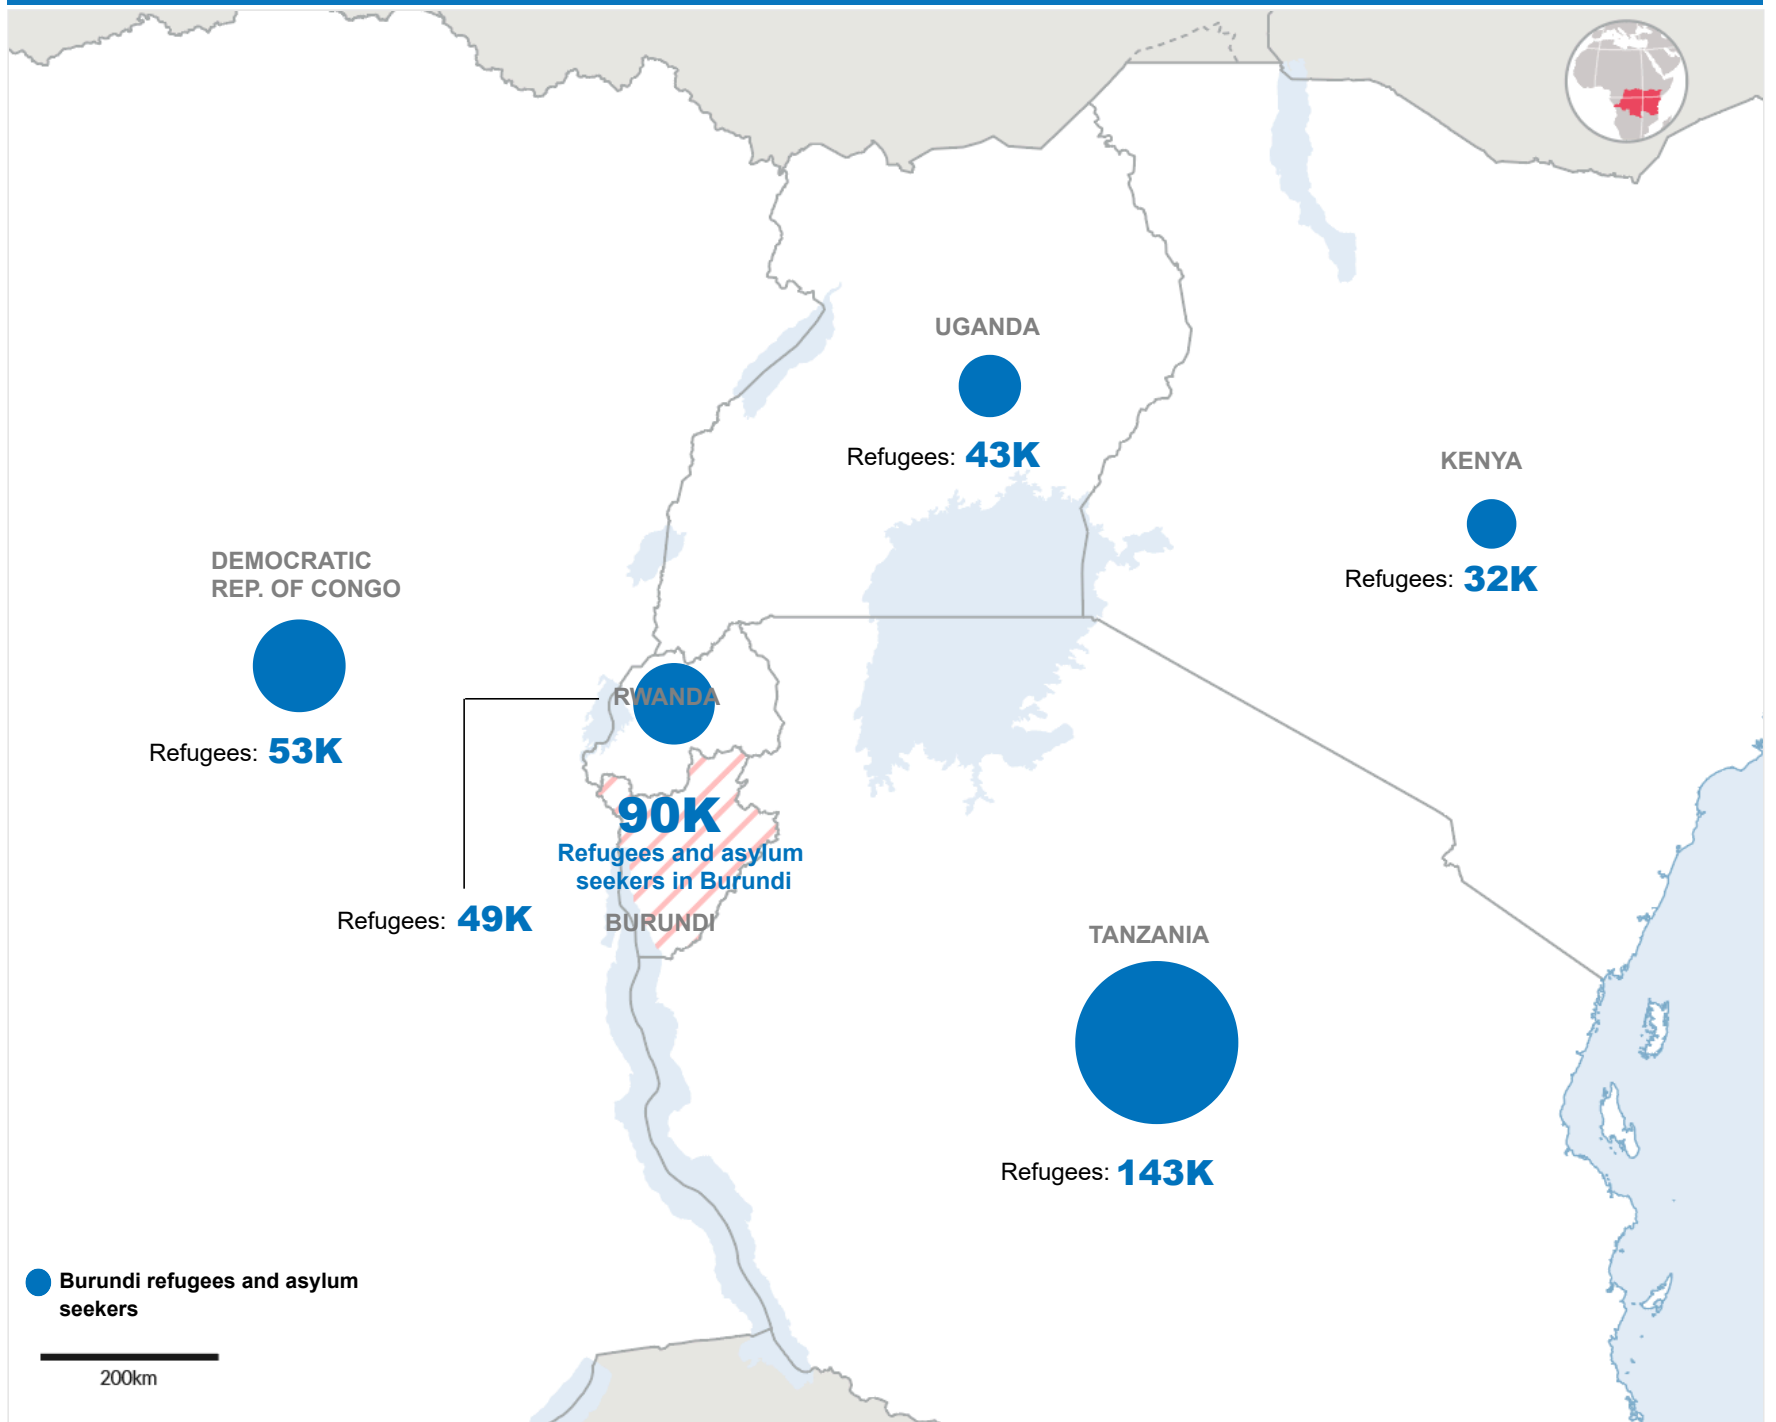 UGANDA
Refugees: 43K
KENYA
Refugees: 32K
DEMOCRATIC
REP. OF CONGO
Refugees: 53K
RWANDA
90K
Refugees and asylum
seekers in Burundi
Refugees: 49K
BURUNDI
TANZANIA
Refugees: 143K
Burundi refugees and asylum
seekers
200km